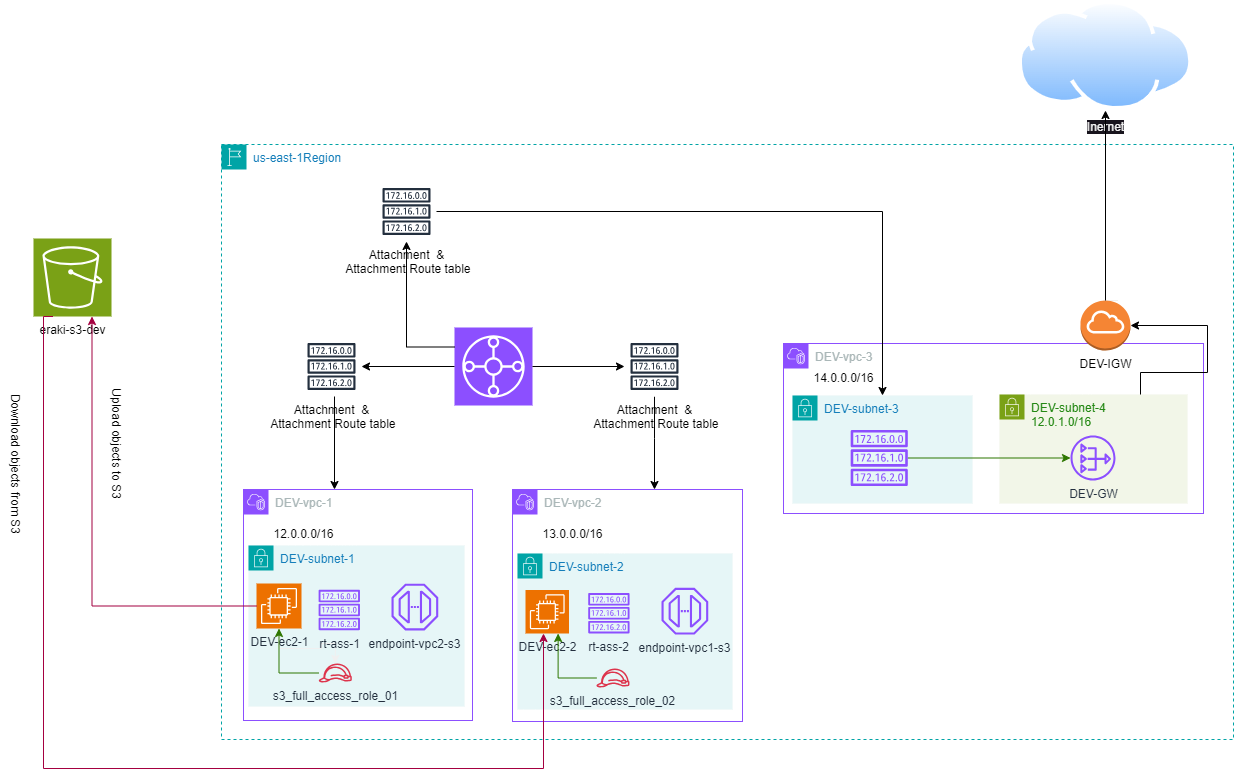 Inernet
us-east-1Region
172.16.0.0
172.16.1.0
172.16.2.0
Attachment &
Attachment Route table
eraki-s3-dev
Upload objects to S3
Download objects from S3
172.16.0.0
172.16.1.0
172.16.2.0
Attachment &
Attachment Route table
172.16.0.0
172.16.1.0
172.16.2.0
Attachment &
Attachment Route table
DEV-IGW
DEV-vpc-3
14.0.0.0/16
DEV-subnet-3
172.16.0.0
172.16.1.0
172.16.2.0
DEV-subnet-4
12.0.1.0/16
DEV-GW
DEV-vpc-1
12.0.0.0/16
DEV-subnet-1
DEV-ec2-1
172.16.0.0
172.16.1.0
172.16.2.0
rt-ass-1
endpoint-vpc2-s3
s3_full_access_role_01
DEV-vpc-2
13.0.0.0/16
DEV-subnet-2
DEV-ec2-2
172.16.0.0
172.16.1.0
172.16.2.0
rt-ass-2
endpoint-vpc1-s3
s3_full_access_role_02